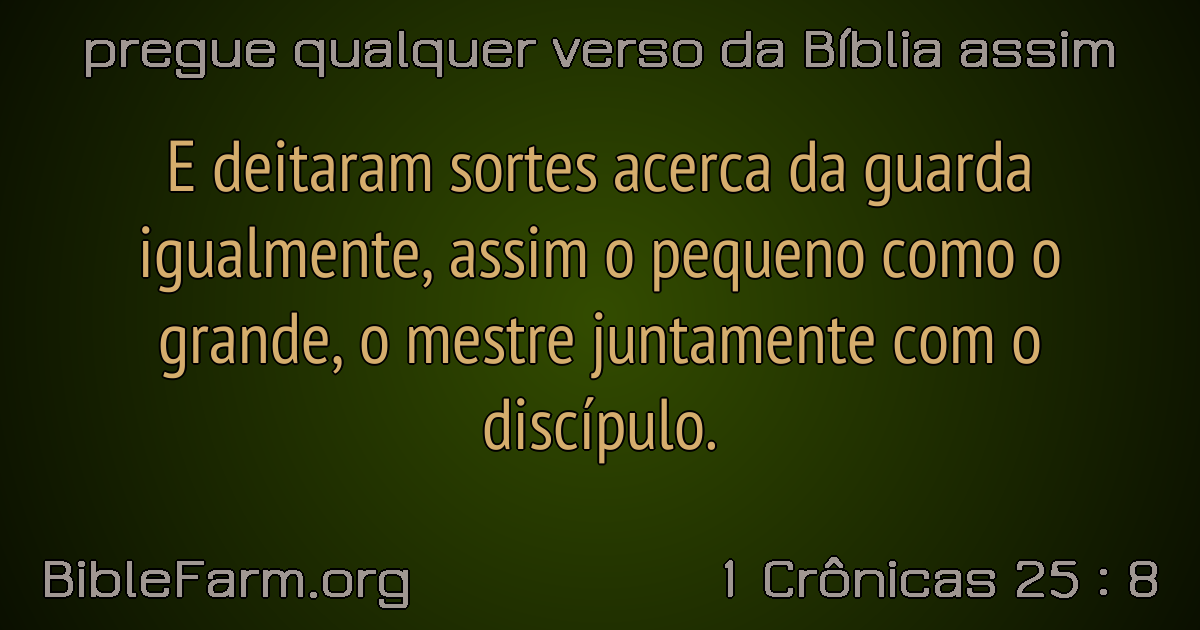 pregue qualquer verso da Bíblia assim
E deitaram sortes acerca da guarda
igualmente, assim o pequeno como o
grande, o mestre juntamente com o
discípulo.
BibleFarm.org
1 Crônicas 25 : 8